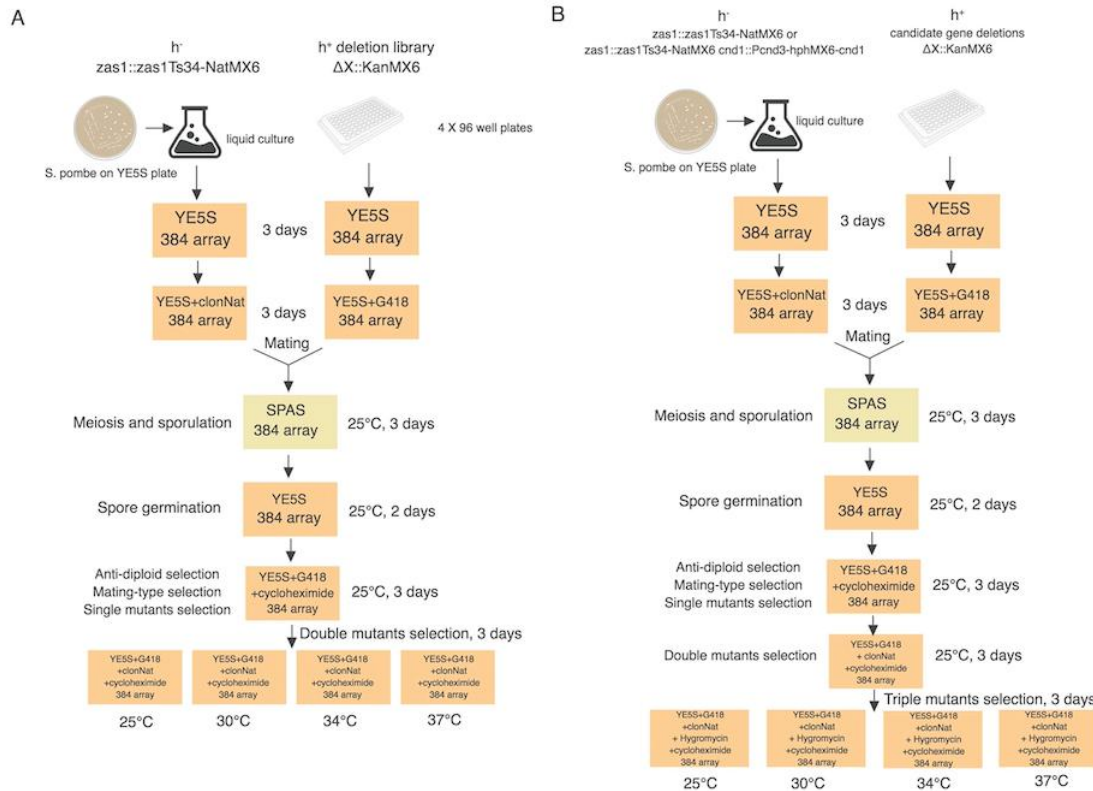 A
h-
zas1::zas1Ts34-NatMX6
h+ deletion library
ΔX::KanMX6
liquid culture
S. pombe on YE5S plate
4 X 96 well plates
YE5S
384 array
3 days
YE5S
384 array
YE5S+clonNat
384 array
3 days
YE5S+G418
384 array
Mating
Meiosis and sporulation
SPAS
384 array
25°C, 3 days
Spore germination
YE5S
384 array
25°C, 2 days
Anti-diploid selection
Mating-type selection
Single mutants selection
YE5S+G418
+cycloheximide
384 array
25°C, 3 days
Double mutants selection, 3 days
YE5S+G418
+clonNat
+cycloheximide
384 array
YE5S+G418
+clonNat
+cycloheximide
384 array
YE5S+G418
+clonNat
+cycloheximide
384 array
YE5S+G418
+clonNat
+cycloheximide
384 array
25°C
30°C
34°C
37°C
B
h-
zas1::zas1Ts34-NatMX6 or
zas1::zas1Ts34-NatMX6 cnd1::Pcnd3-hphMX6-cnd1
h+
candidate gene deletions
ΔX::KanMX6
liquid culture
S. pombe on YE5S plate
YE5S
384 array
3 days
YE5S
384 array
YE5S+clonNat
384 array
3 days
YE5S+G418
384 array
Mating
Meiosis and sporulation
SPAS
384 array
25°C, 3 days
Spore germination
YE5S
384 array
25°C, 2 days
Anti-diploid selection
Mating-type selection
Single mutants selection
YE5S+G418
+cycloheximide
384 array
25°C, 3 days
Double mutants selection
YE5S+G418
+ clonNat
+cycloheximide
384 array
25°C, 3 days
Triple mutants selection, 3 days
YE5S+G418
+clonNat
+ Hygromycin
+cycloheximide
384 array
YE5S+G418
+clonNat
+ Hygromycin
+cycloheximide
384 array
YE5S+G418
+clonNat
+ Hygromycin
+cycloheximide
384 array
YE5S+G418
+clonNat
+ Hygromycin
+cycloheximide
384 array
25°C
30°C
34°C
37°C